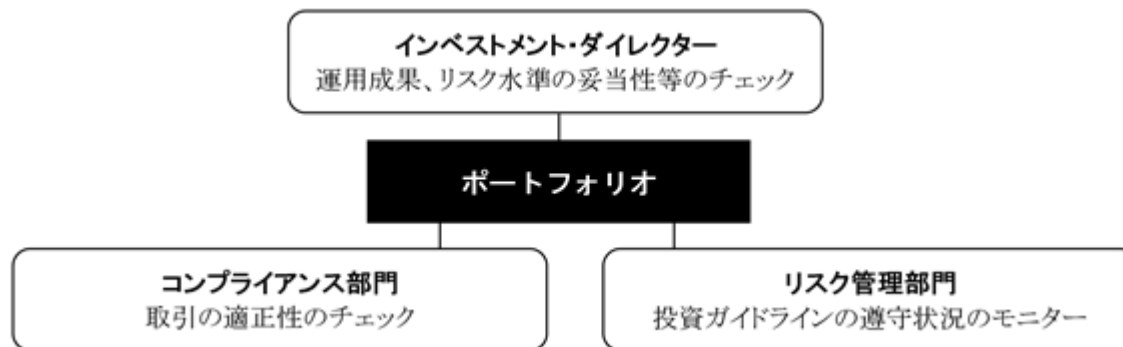 インベストメント・ダイレクター
運用成果、リスク水準の妥当性等のチェック
ポートフォリオ
コンプライアンス部門
取引の適正性のチェック
リスク管理部門
投資ガイドラインの遵守状況のモニター